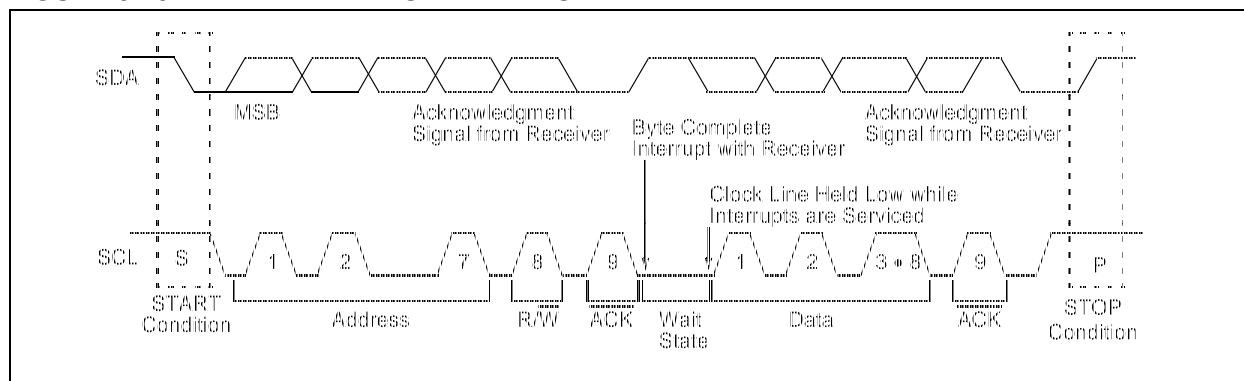 SDA
MSB
Acknowledgment
Signal from Receiver
Byte Complete
Interrupt with Receiver
Acknowledgment
Signal from Receiver
Clock Line Held Low while
Interrupts are Serviced
SCL
S
1
2
7
8
9
1
2
3 • 8
9
P
START
Condition
Address
R/W
ACK
Wait
State
Data
ACK
STOP
Condition